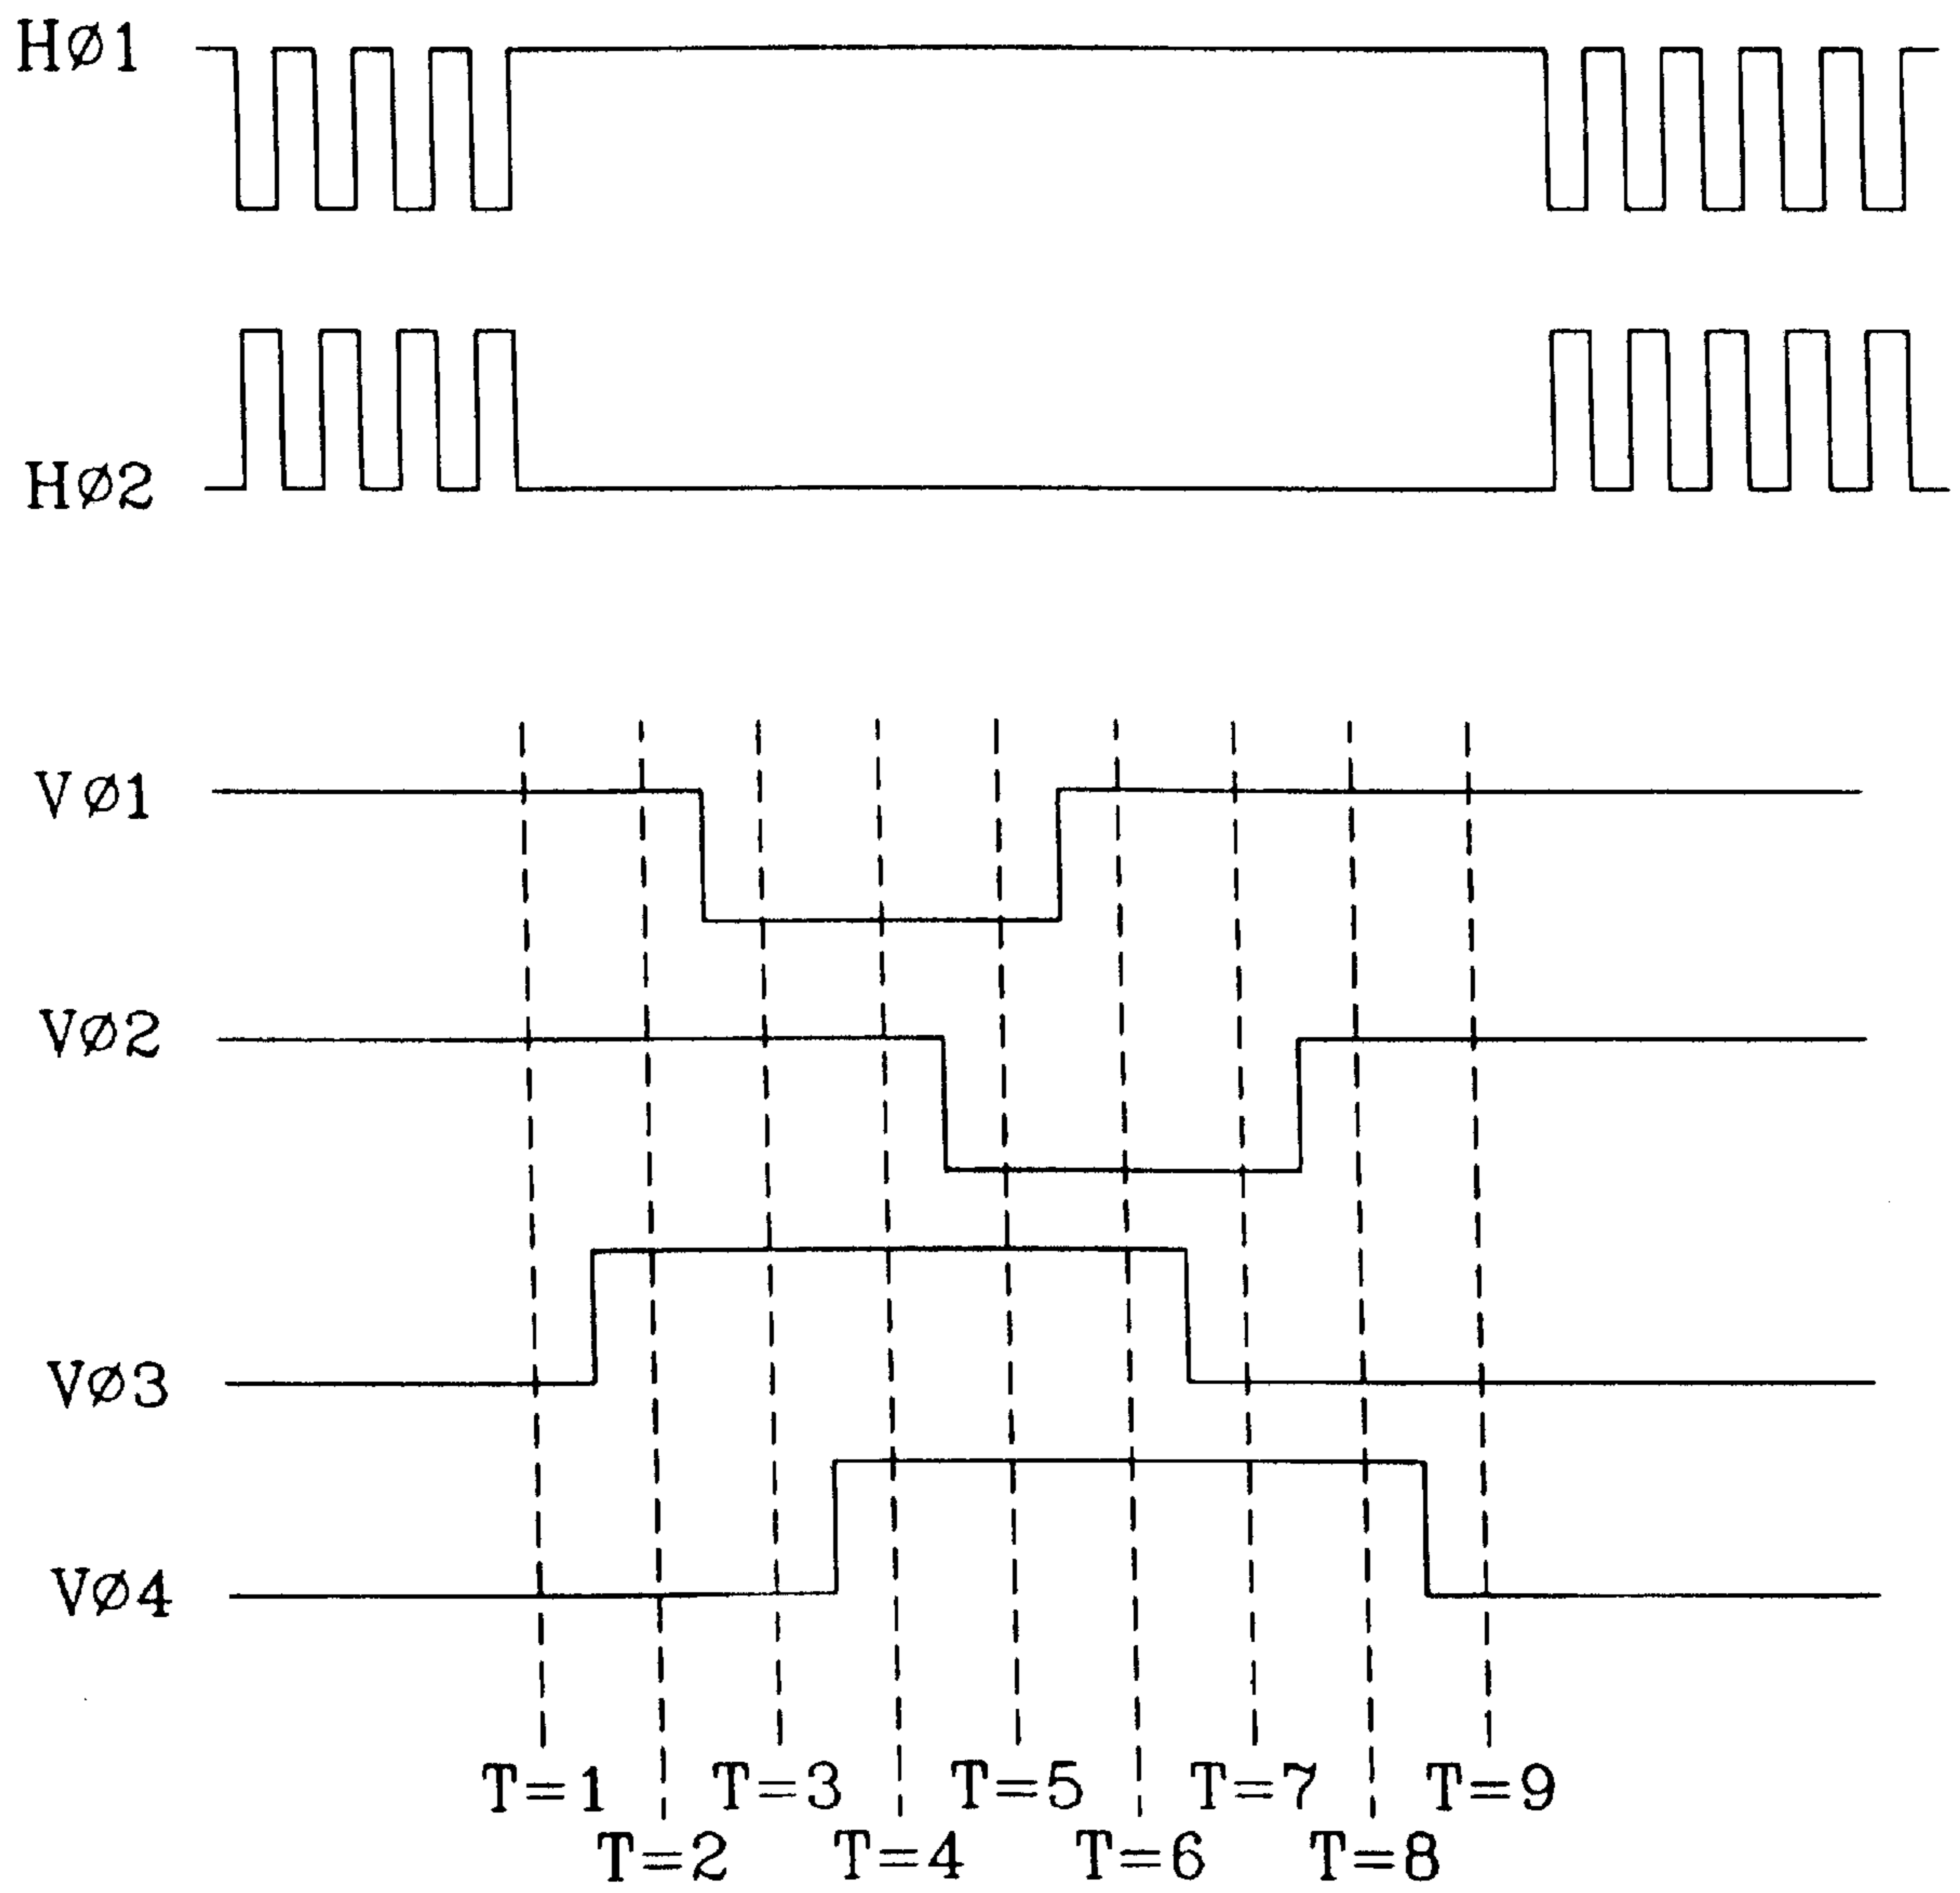 HØ1
HØ2
VØ1
VØ2
VØ3
VØ4
T=1 T=3 T=5 T=7 T=9
T=2 T=4 T=6 T=8